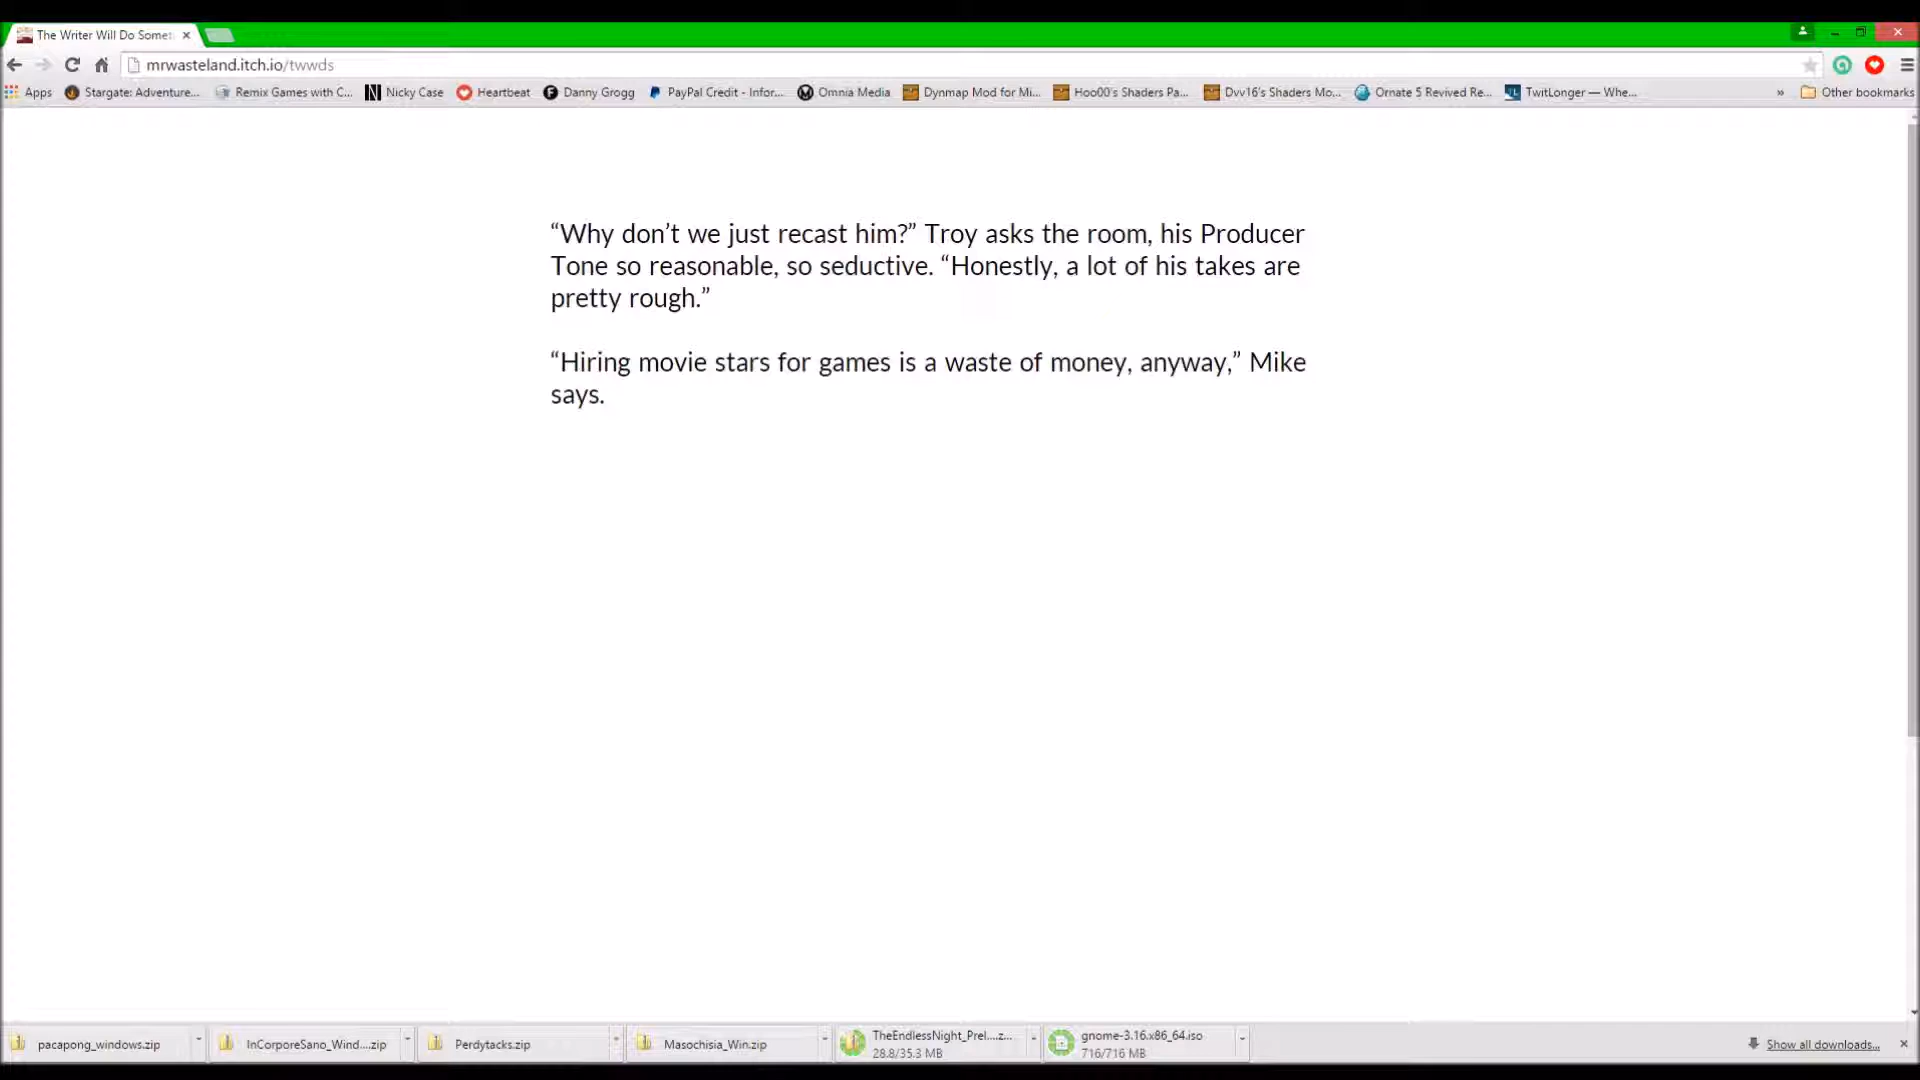 The Writer Will Do Somet
mrwasteland.itch.io/twwds
Apps Stargate: Adventure... Remix Games with C... Nicky Case Heartbeat Danny Grogg PayPal Credit - Infor... Omnia Media Dynmap Mod for Mi... Hoo00's Shaders Pa... Dvv16's Shaders Mo... Ornate 5 Revived Re... TwitLonger — Whe... » Other bookmarks
“Why don’t we just recast him?” Troy asks the room, his Producer
Tone so reasonable, so seductive. “Honestly, a lot of his takes are
pretty rough.”
“Hiring movie stars for games is a waste of money, anyway,” Mike
says.
pacapong_windows.zip InCorporeSano_Wind....zip Perdytacks.zip Masochisia_Win.zip TheEndlessNight_Prel....z... gnome-3.16.x86_64.iso Show all downloads...
28.8/35.3 MB 716/716 MB